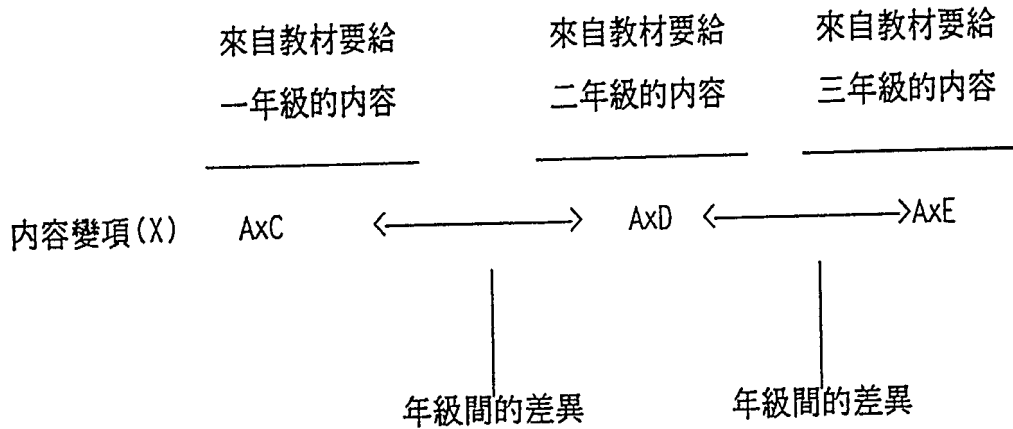 來自教材要給
一年級的內容
來自教材要給
二年級的內容
來自教材要給
三年級的內容
內容變項(X) AxC AxD AxE
年級間的差異 年級間的差異